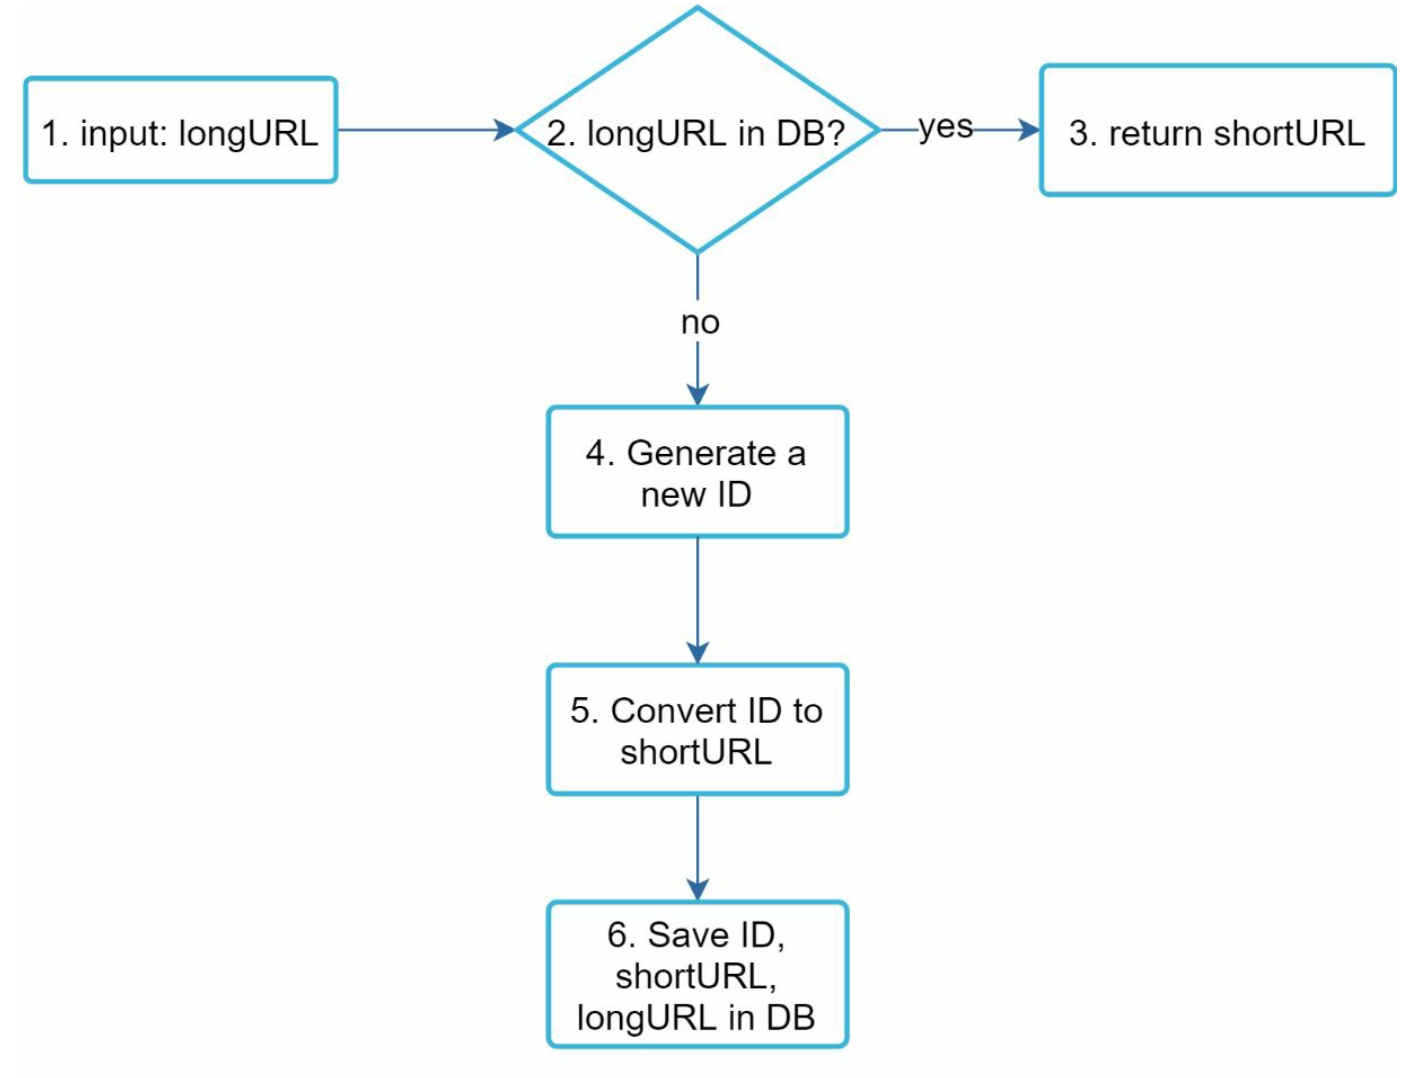 1. input: longURL
2. longURL in DB?
yes
3. return shortURL
no
4. Generate a
new ID
5. Convert ID to
shortURL
6. Save ID,
shortURL,
longURL in DB